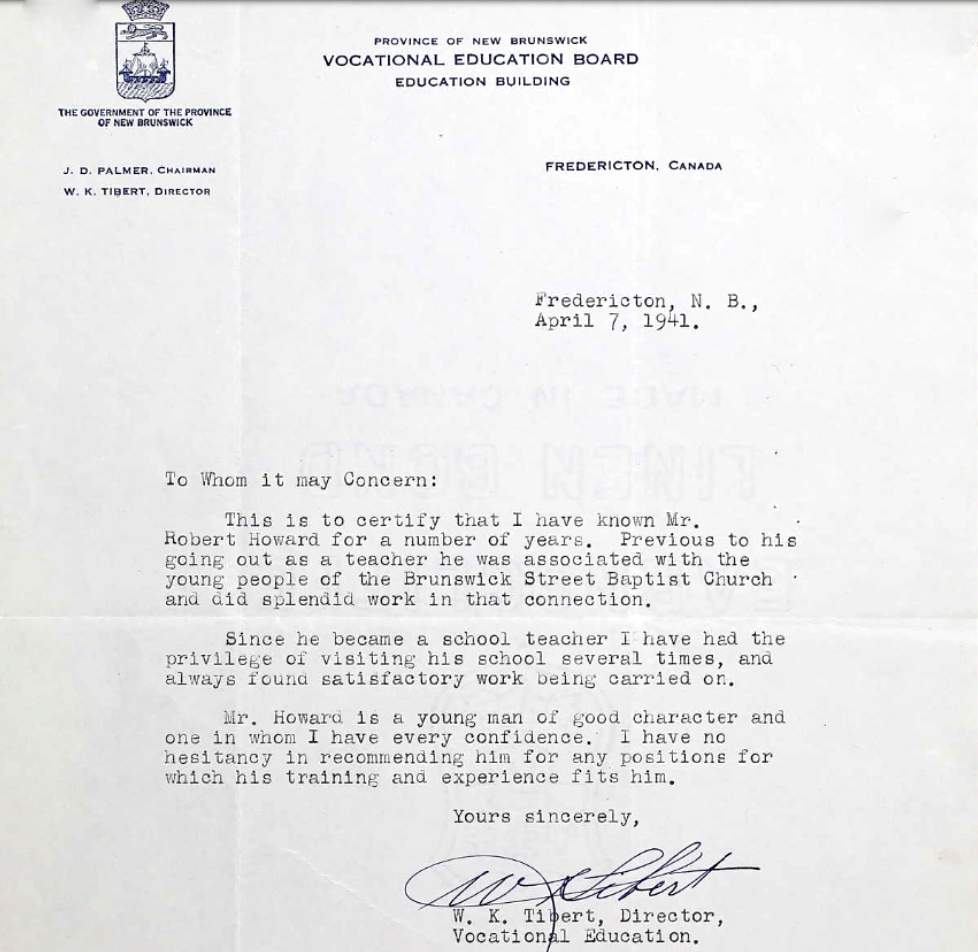 PROVINCE OF NEW BRUNSWICK
VOCATIONAL EDUCATION BOARD
EDUCATION BUILDING
THE GOVERNMENT OF THE PROVINCE
OF NEW BRUNSWICK
J. D. PALMER, CHAIRMAN
W. K. TIBERT, DIRECTOR
FREDERICTON, CANADA
Fredericton, N. B.,
April 7, 1941.
MADE IN CANADA
LINEN BOND
To Whom it may Concern:
This is to certify that I have known Mr.
Robert Howard for a number of years. Previous to his
going out as a teacher he was associated with the
young people of the Brunswick Street Baptist Church
and did splendid work in that connection.
Since he became a school teacher I have had the
privilege of visiting his school several times, and
always found satisfactory work being carried on.
Mr. Howard is a young man of good character and
one in whom I have every confidence. I have no
hesitancy in recommending him for any positions for
which his training and experience fits him.
Yours sincerely,
W K Tibert
W. K. Tibert, Director,
Vocational Education.